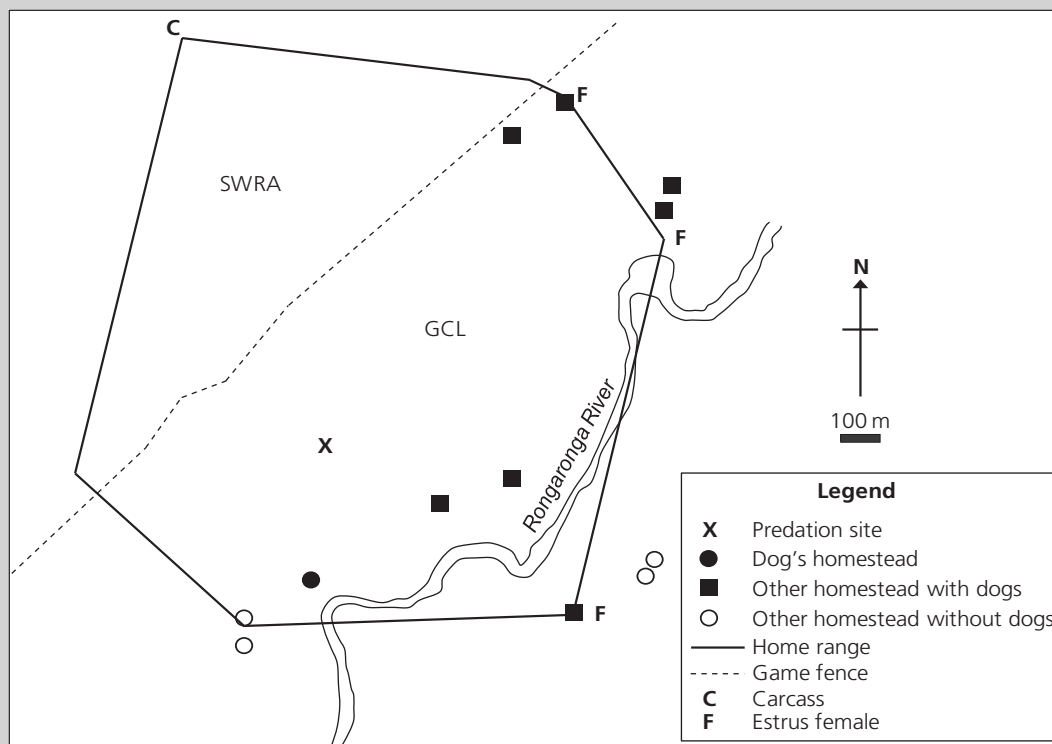 C
F
SWRA
F
N
GCL
100 m
X
Rongaronga River
F
Legend
X Predation site
Dog's homestead
Other homestead with dogs
Other homestead without dogs
Home range
Game fence
C Carcass
F Estrus female